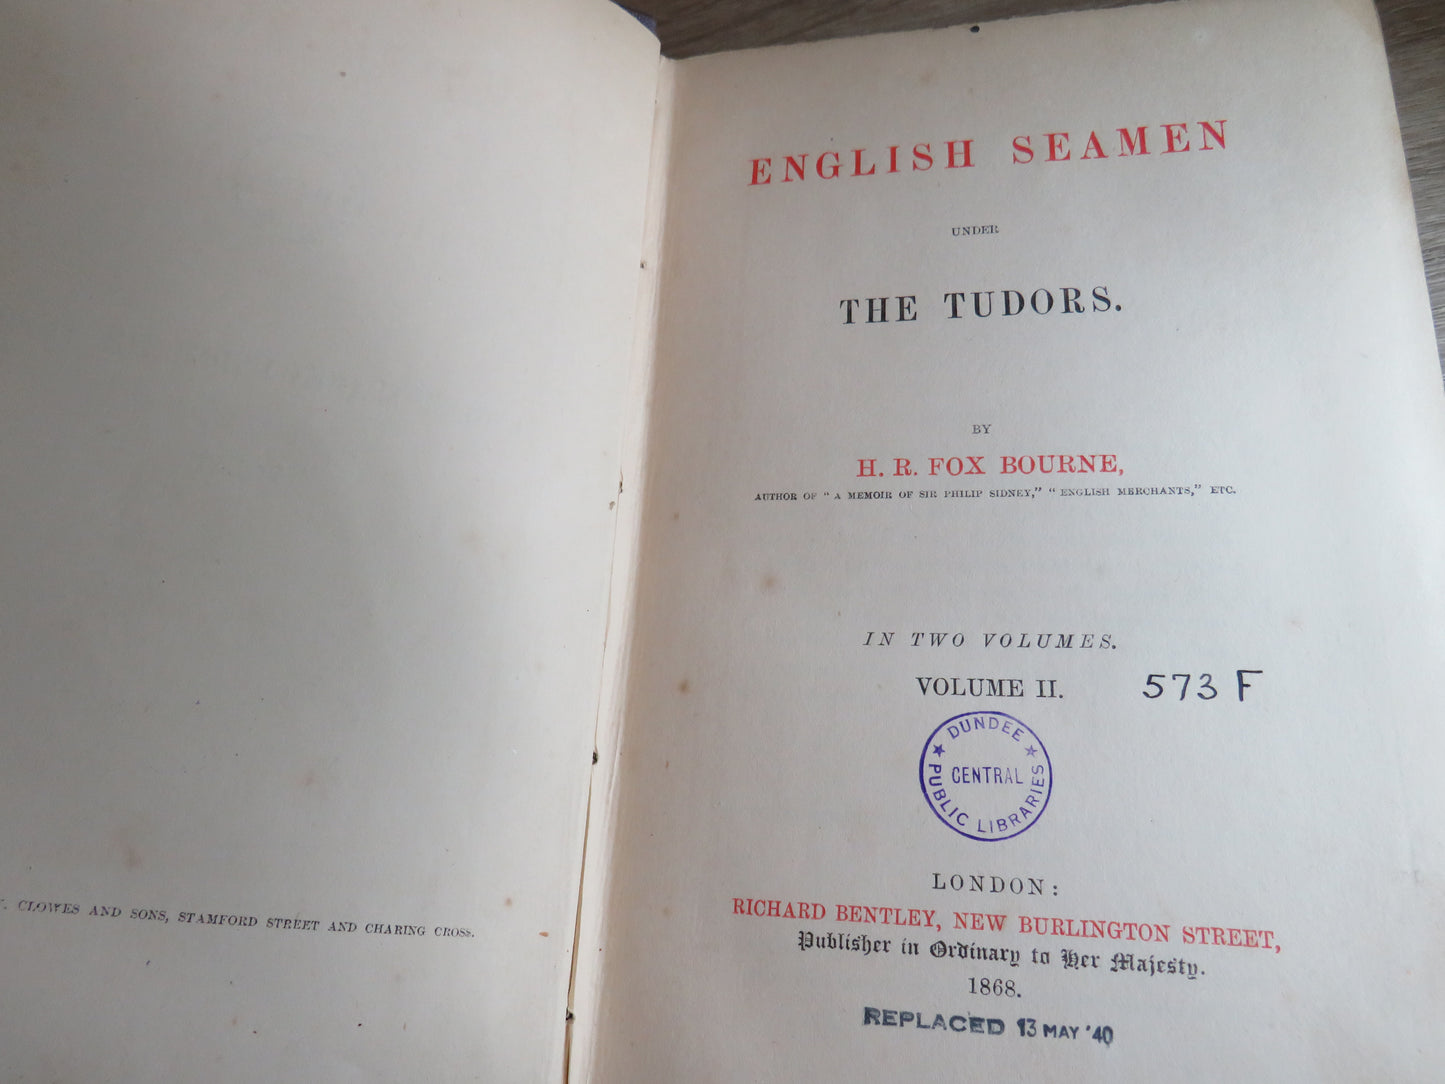 CLOWES AND SONS, STAMFORD STREET AND CHARING CROSS.
ENGLISH SEAMEN
UNDER
THE TUDORS.
BY
H. R. FOX BOURNE,
AUTHOR OF "A MEMOIR OF SIR PHILIP SIDNEY," "ENGLISH MERCHANTS," ETC.
IN TWO VOLUMES.
VOLUME II.
573 F
DUNDEE
CENTRAL
PUBLIC LIBRARIES
LONDON:
RICHARD BENTLEY, NEW BURLINGTON STREET,
Publisher in Ordinary to Her Majesty.
1868.
REPLACED 13 MAY '40